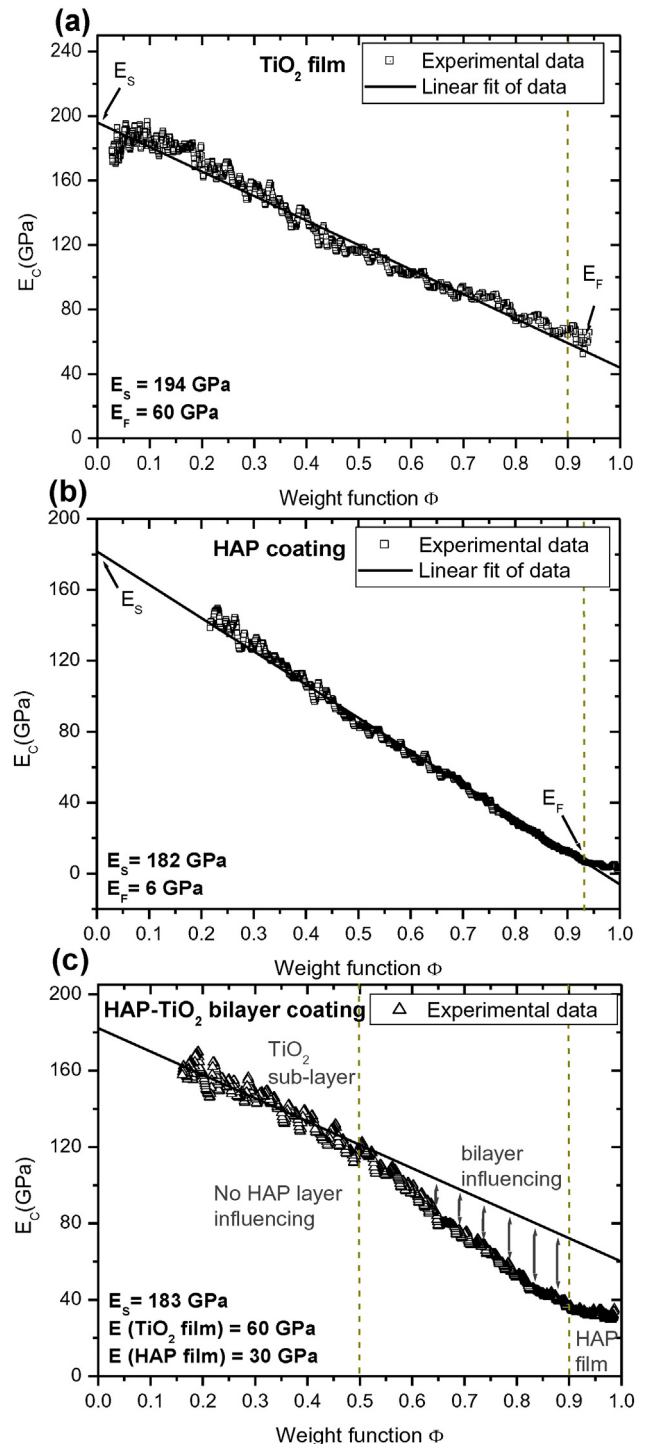 (a)
240
200
160
120
80
40
0
E_C(GPa)
TiO₂ film
Experimental data
Linear fit of data
E_S
E_F
E_S = 194 GPa
E_F = 60 GPa
0.0 0.1 0.2 0.3 0.4 0.5 0.6 0.7 0.8 0.9 1.0
Weight function Φ
(b)
200
160
120
80
40
0
E_C(GPa)
HAP coating
Experimental data
Linear fit of data
E_S
E_F
E_S = 182 GPa
E_F= 6 GPa
0.0 0.1 0.2 0.3 0.4 0.5 0.6 0.7 0.8 0.9 1.0
Weight function Φ
(c)
200
160
120
80
40
0
E_C(GPa)
HAP-TiO₂ bilayer coating
Experimental data
TiO₂
sub-layer
bilayer
influencing
No HAP layer
influencing
E_S= 183 GPa
E (TiO₂ film) = 60 GPa
E (HAP film) = 30 GPa
HAP
film
0.0 0.1 0.2 0.3 0.4 0.5 0.6 0.7 0.8 0.9 1.0
Weight function Φ